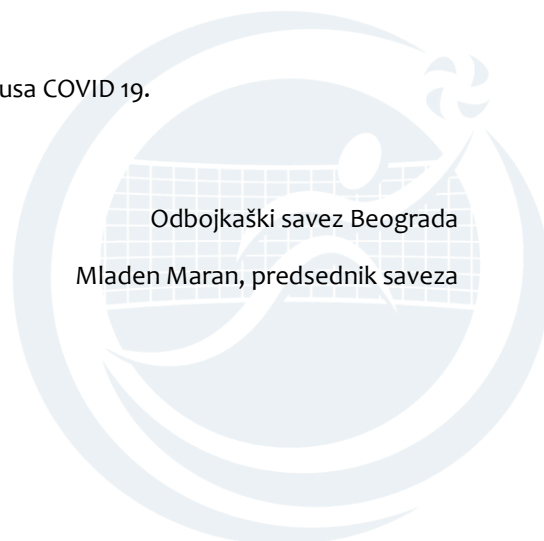 usa COVID 19.
Odbojkaški savez Beograda
Mladen Maran, predsednik saveza